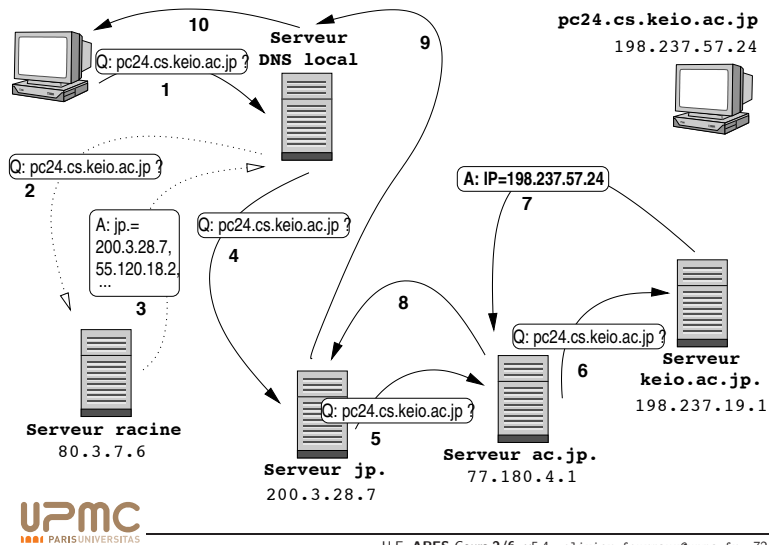 10
Serveur
DNS local
9
pc24.cs.keio.ac.jp
198.237.57.24
Q: pc24.cs.keio.ac.jp ?
1
Q: pc24.cs.keio.ac.jp ?
2
A: IP=198.237.57.24
7
A: jp.=
200.3.28.7,
55.120.18.2,
...
3
Q: pc24.cs.keio.ac.jp ?
4
8
Q: pc24.cs.keio.ac.jp ?
6
Serveur
keio.ac.jp.
198.237.19.1
Q: pc24.cs.keio.ac.jp ?
5
Serveur racine
80.3.7.6
Serveur jp.
200.3.28.7
Serveur ac.jp.
77.180.4.1
UPMC
PARISUNIVERSITAS